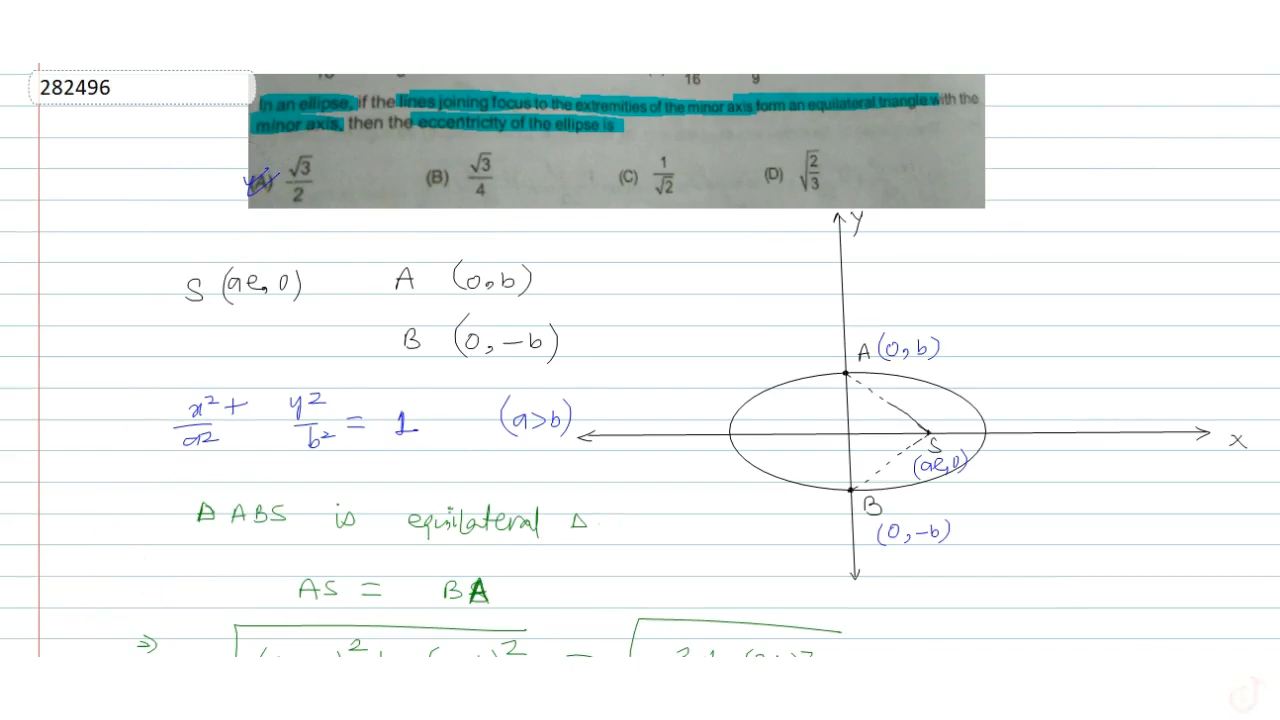 282496
16 9
In an ellipse, if the lines joining focus to the extremities of the minor axis form an equilateral triangle with the
minor axis, then the eccentricity of the ellipse is
(A) √3/2 (B) √3/4 (C) 1/√2 (D) √(2/3)
Y
S (ae, 0) A (0, b)
B (0, -b)
A (0, b)
x²/a² + y²/b² = 1 (a>b)
S
(ae, 0)
X
B
(0, -b)
Δ ABS is equilateral Δ
AS = BA
⇒